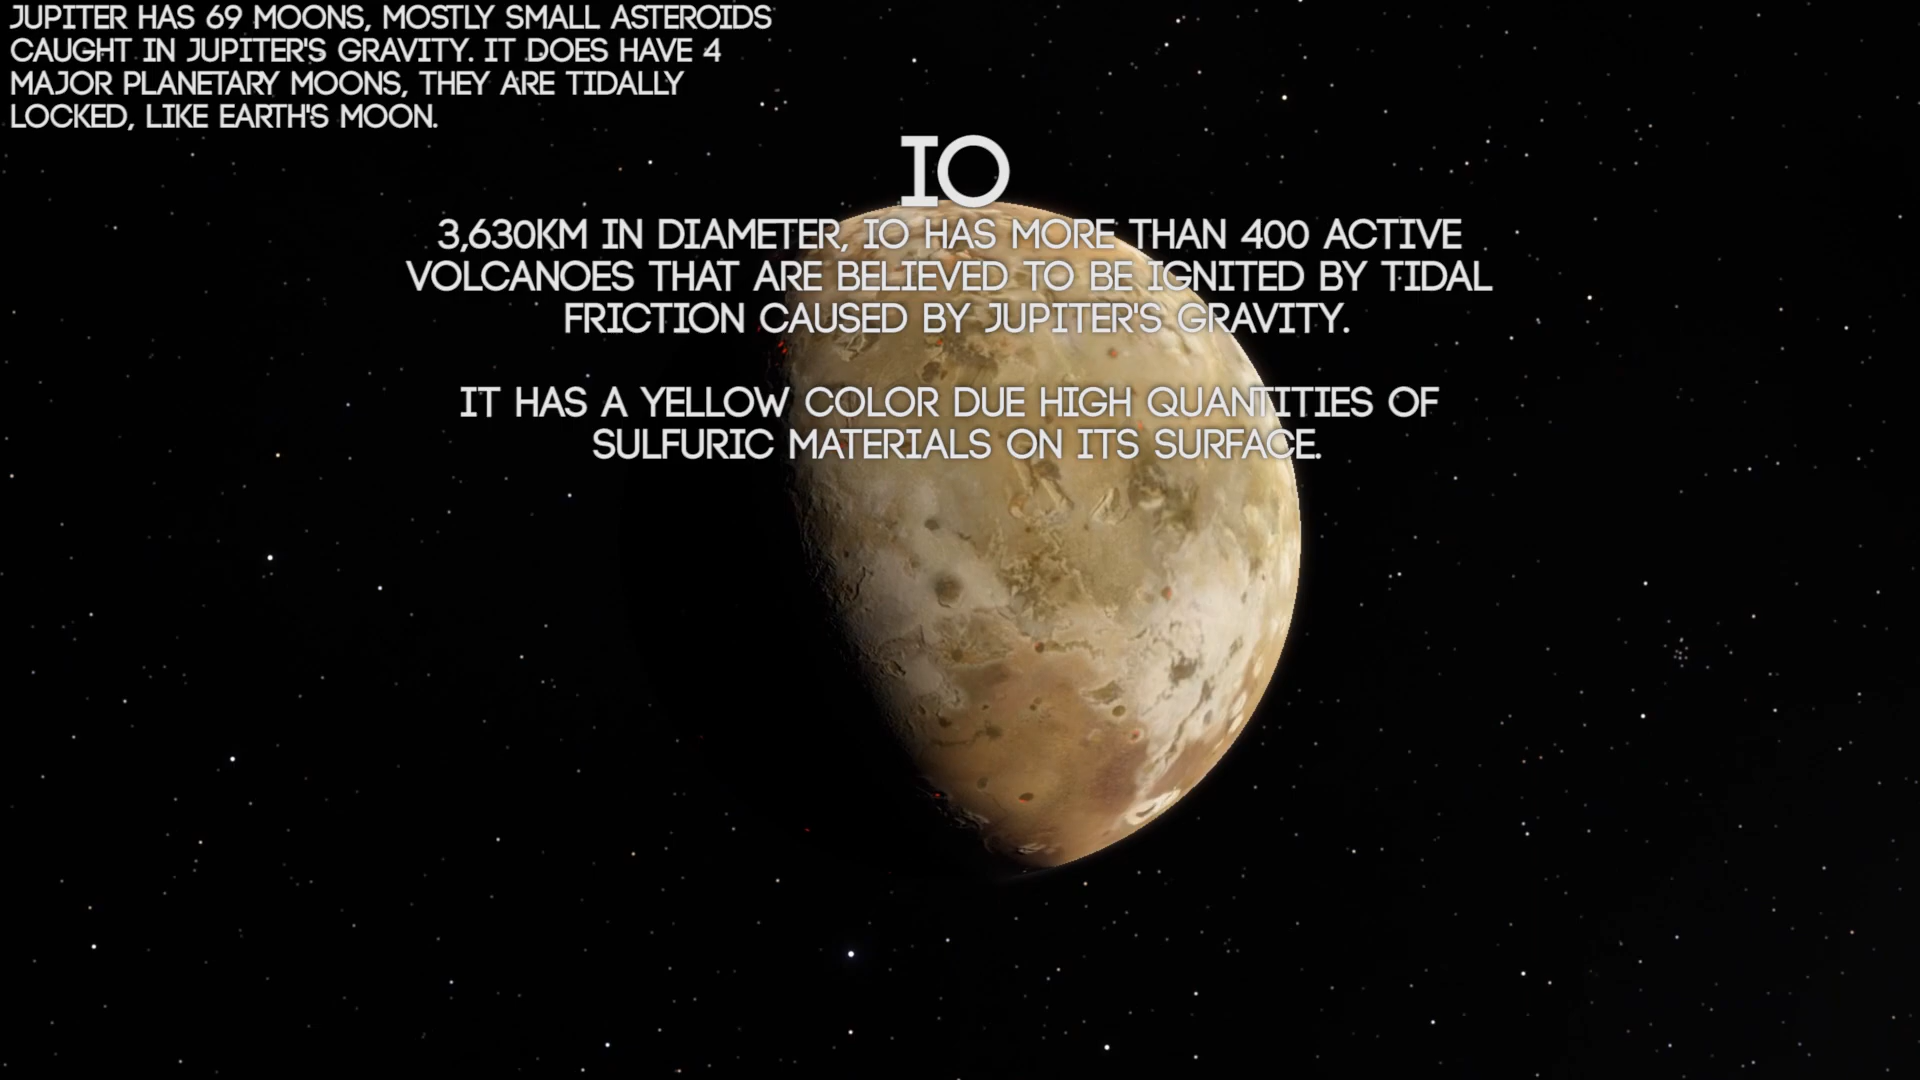 JUPITER HAS 69 MOONS, MOSTLY SMALL ASTEROIDS
CAUGHT IN JUPITER'S GRAVITY. IT DOES HAVE 4
MAJOR PLANETARY MOONS, THEY ARE TIDALLY
LOCKED, LIKE EARTH'S MOON.
IO
3,630KM IN DIAMETER, IO HAS MORE THAN 400 ACTIVE
VOLCANOES THAT ARE BELIEVED TO BE IGNITED BY TIDAL
FRICTION CAUSED BY JUPITER'S GRAVITY.
IT HAS A YELLOW COLOR DUE HIGH QUANTITIES OF
SULFURIC MATERIALS ON ITS SURFACE.